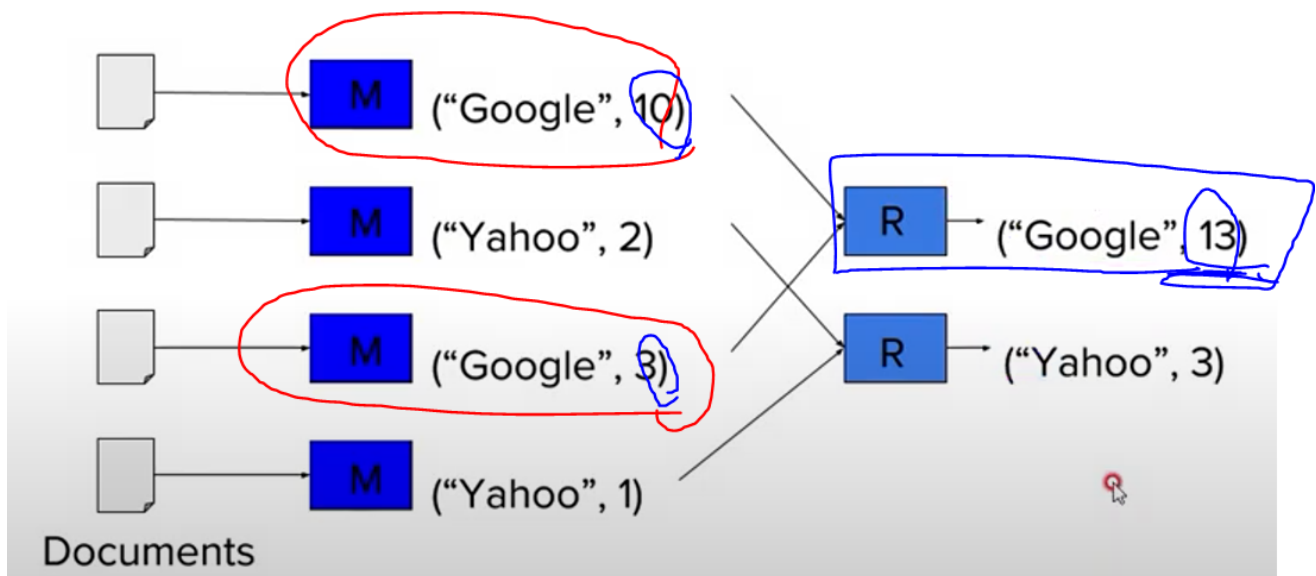 M
("Google", 10)
M
("Yahoo", 2)
R
("Google", 13)
M
("Google", 3)
R
("Yahoo", 3)
M
("Yahoo", 1)
Documents